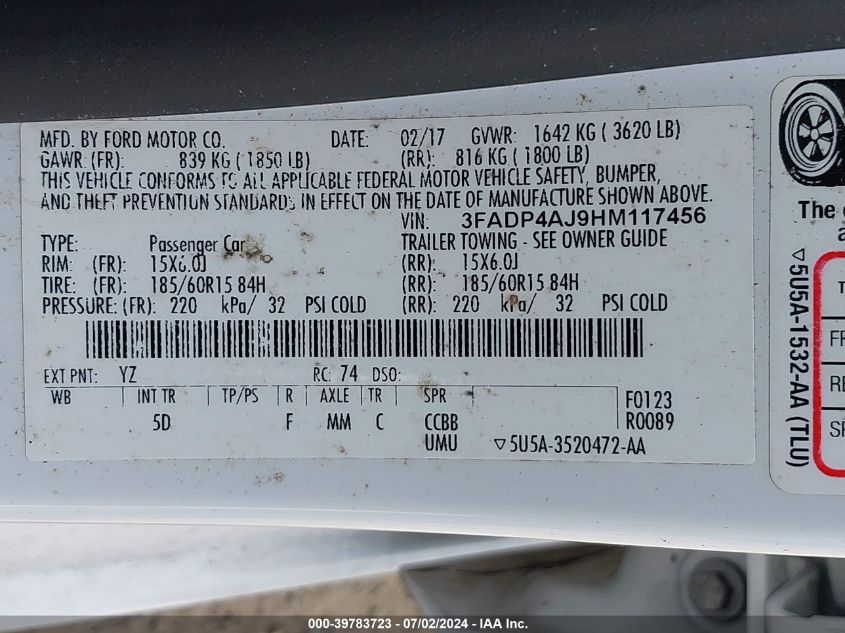 MFD. BY FORD MOTOR CO. DATE: 02/17 GVWR: 1642 KG ( 3620 LB)
GAWR (FR): 839 KG ( 1850 LB) (RR): 816 KG ( 1800 LB)
THIS VEHICLE CONFORMS TO ALL APPLICABLE FEDERAL MOTOR VEHICLE SAFETY, BUMPER,
AND THEFT PREVENTION STANDARDS IN EFFECT ON THE DATE OF MANUFACTURE SHOWN ABOVE.
VIN: 3FADP4AJ9HM117456
TYPE: Passenger Car TRAILER TOWING - SEE OWNER GUIDE
RIM: (FR): 15X6.0J (RR): 15X6.0J
TIRE: (FR): 185/60R15 84H (RR): 185/60R15 84H
PRESSURE: (FR): 220 kPa/ 32 PSI COLD (RR): 220 kPa/ 32 PSI COLD
EXT PNT: YZ RC: 74 DSO:
WB INT TR TP/PS R AXLE TR SPR F0123
5D F MM C CCBB R0089
UMU ▽5U5A-3520472-AA
The
▽5U5A-1532-AA (TLU)
000-39783723 - 07/02/2024 - IAA Inc.